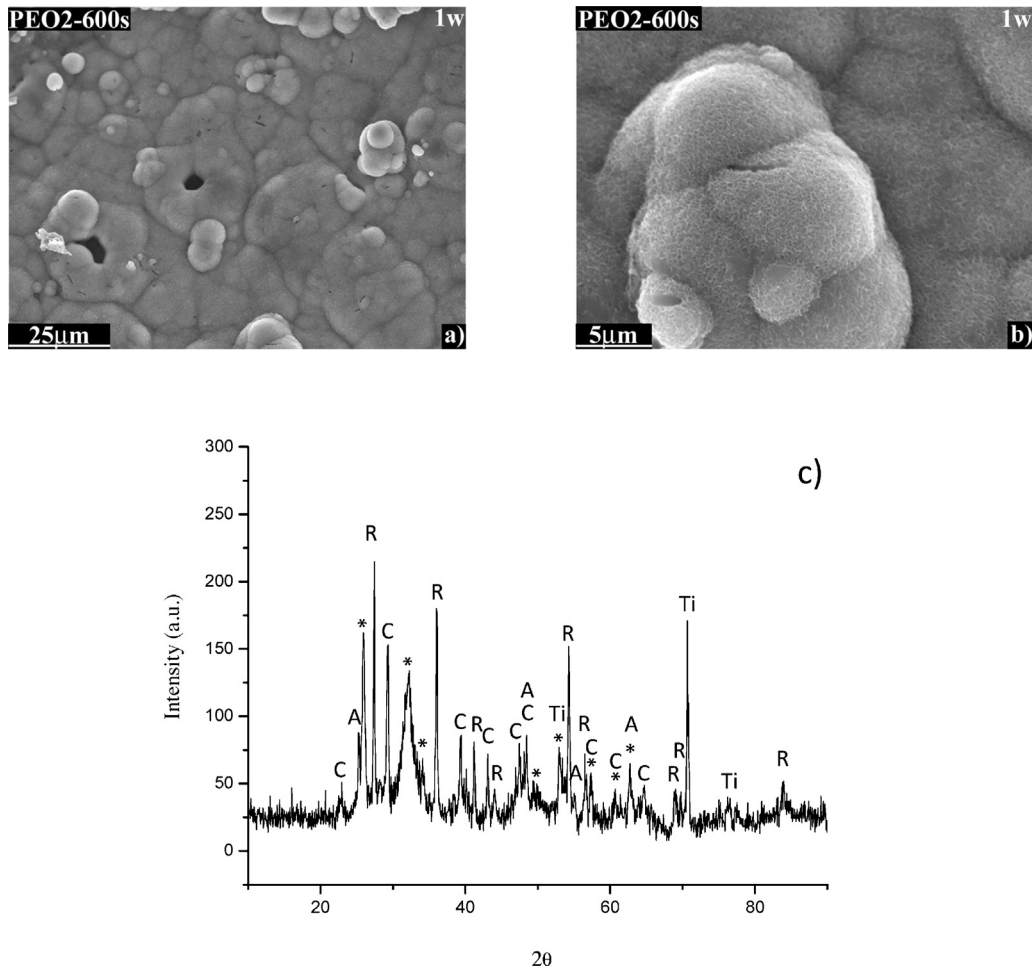 PEO2-600s 1w
25μm a)
PEO2-600s 1w
5μm b)
c)
Intensity (a.u.)
300
250
200
150
100
50
0
R
*
A
C
C
*
*
R
C
R
C
R
C
A
C
*
Ti
*
R
A
R
C
*
C
*
A
*
C
R
R
Ti
Ti
R
20 40 60 80
2θ